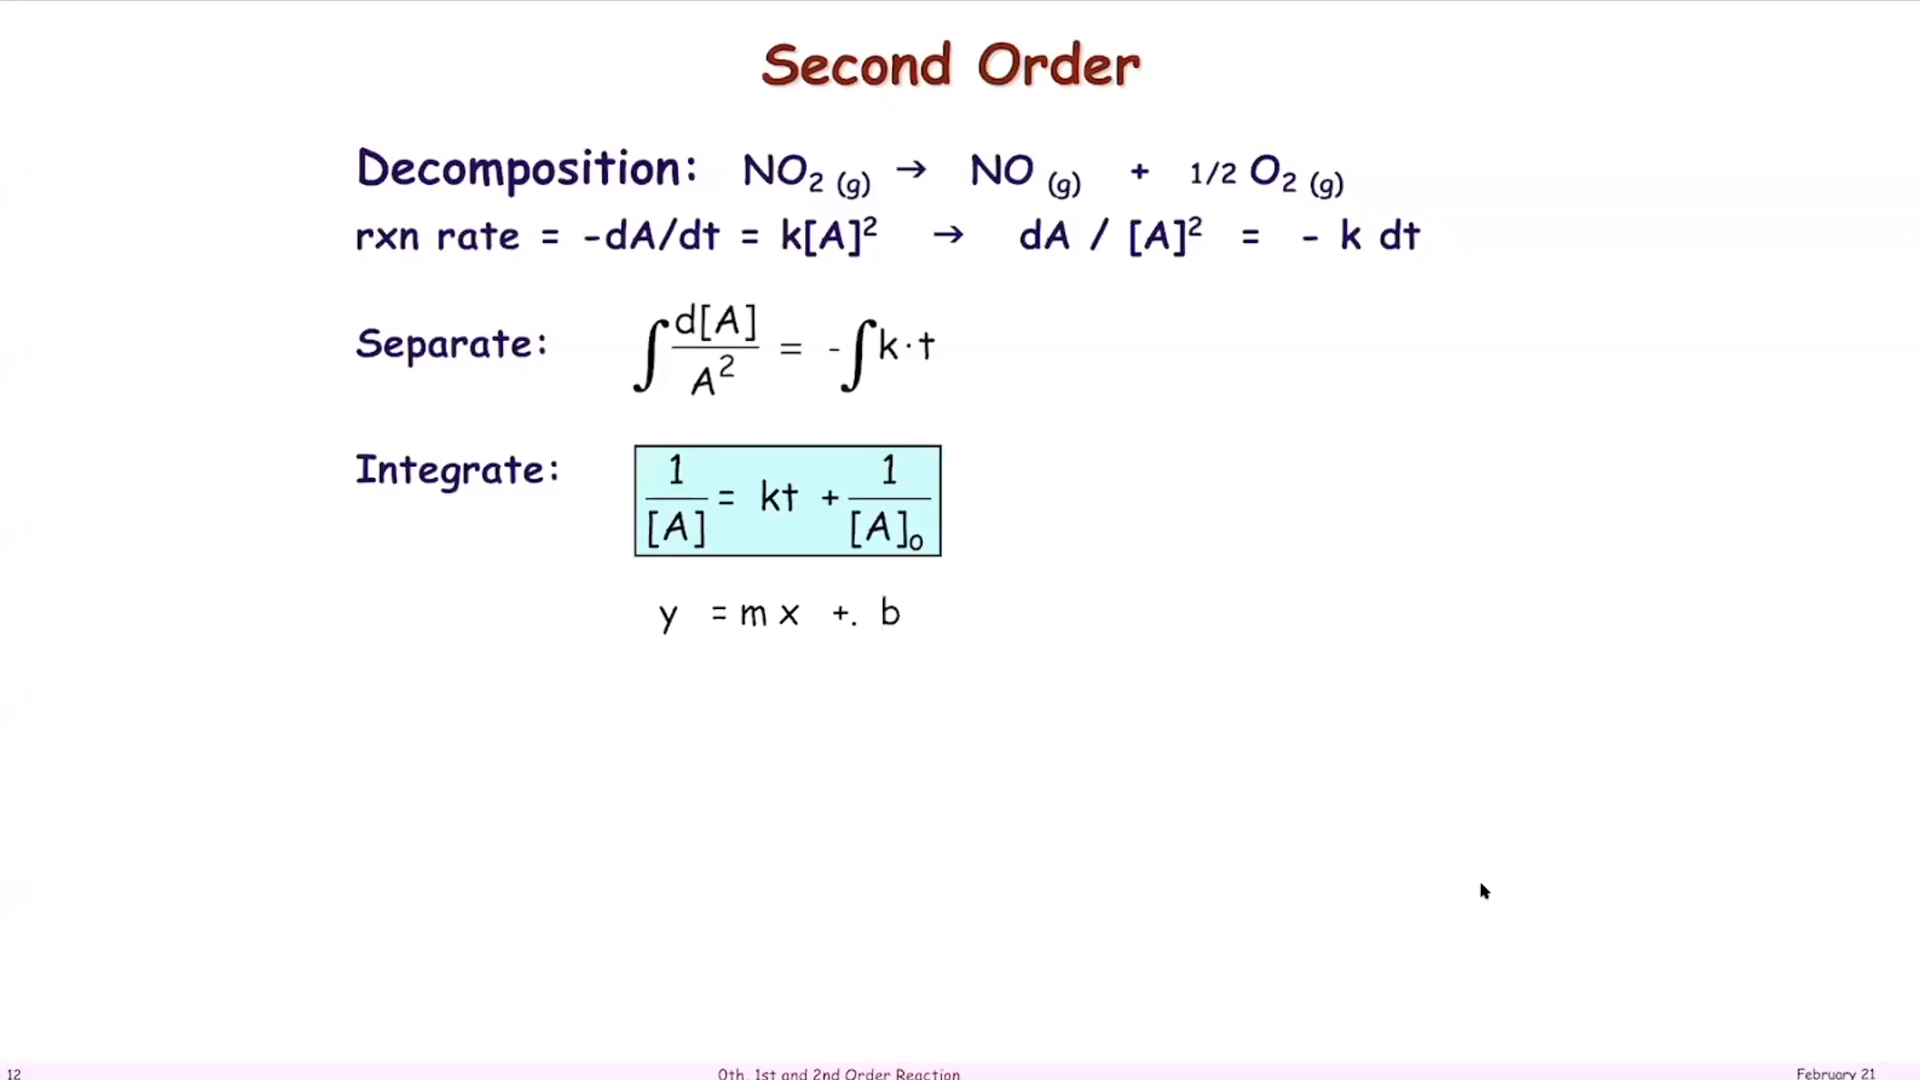 Second Order
Decomposition: NO₂ (g) → NO (g) + 1/2 O₂ (g)
rxn rate = -dA/dt = k[A]² → dA / [A]² = - k dt
Separate: ∫ d[A] / A² = - ∫ k · t
Integrate: 1 / [A] = kt + 1 / [A]₀
y = m x +. b
12 0th, 1st and 2nd Order Reaction February 21